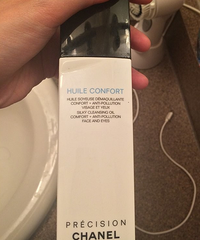 HUILE CONFORT
HUILE SOYEUSE DÉMAQUILLANTE
CONFORT + ANTI-POLLUTION
VISAGE ET YEUX
SILKY CLEANSING OIL
COMFORT + ANTI-POLLUTION
FACE AND EYES
PRÉCISION
CHANEL